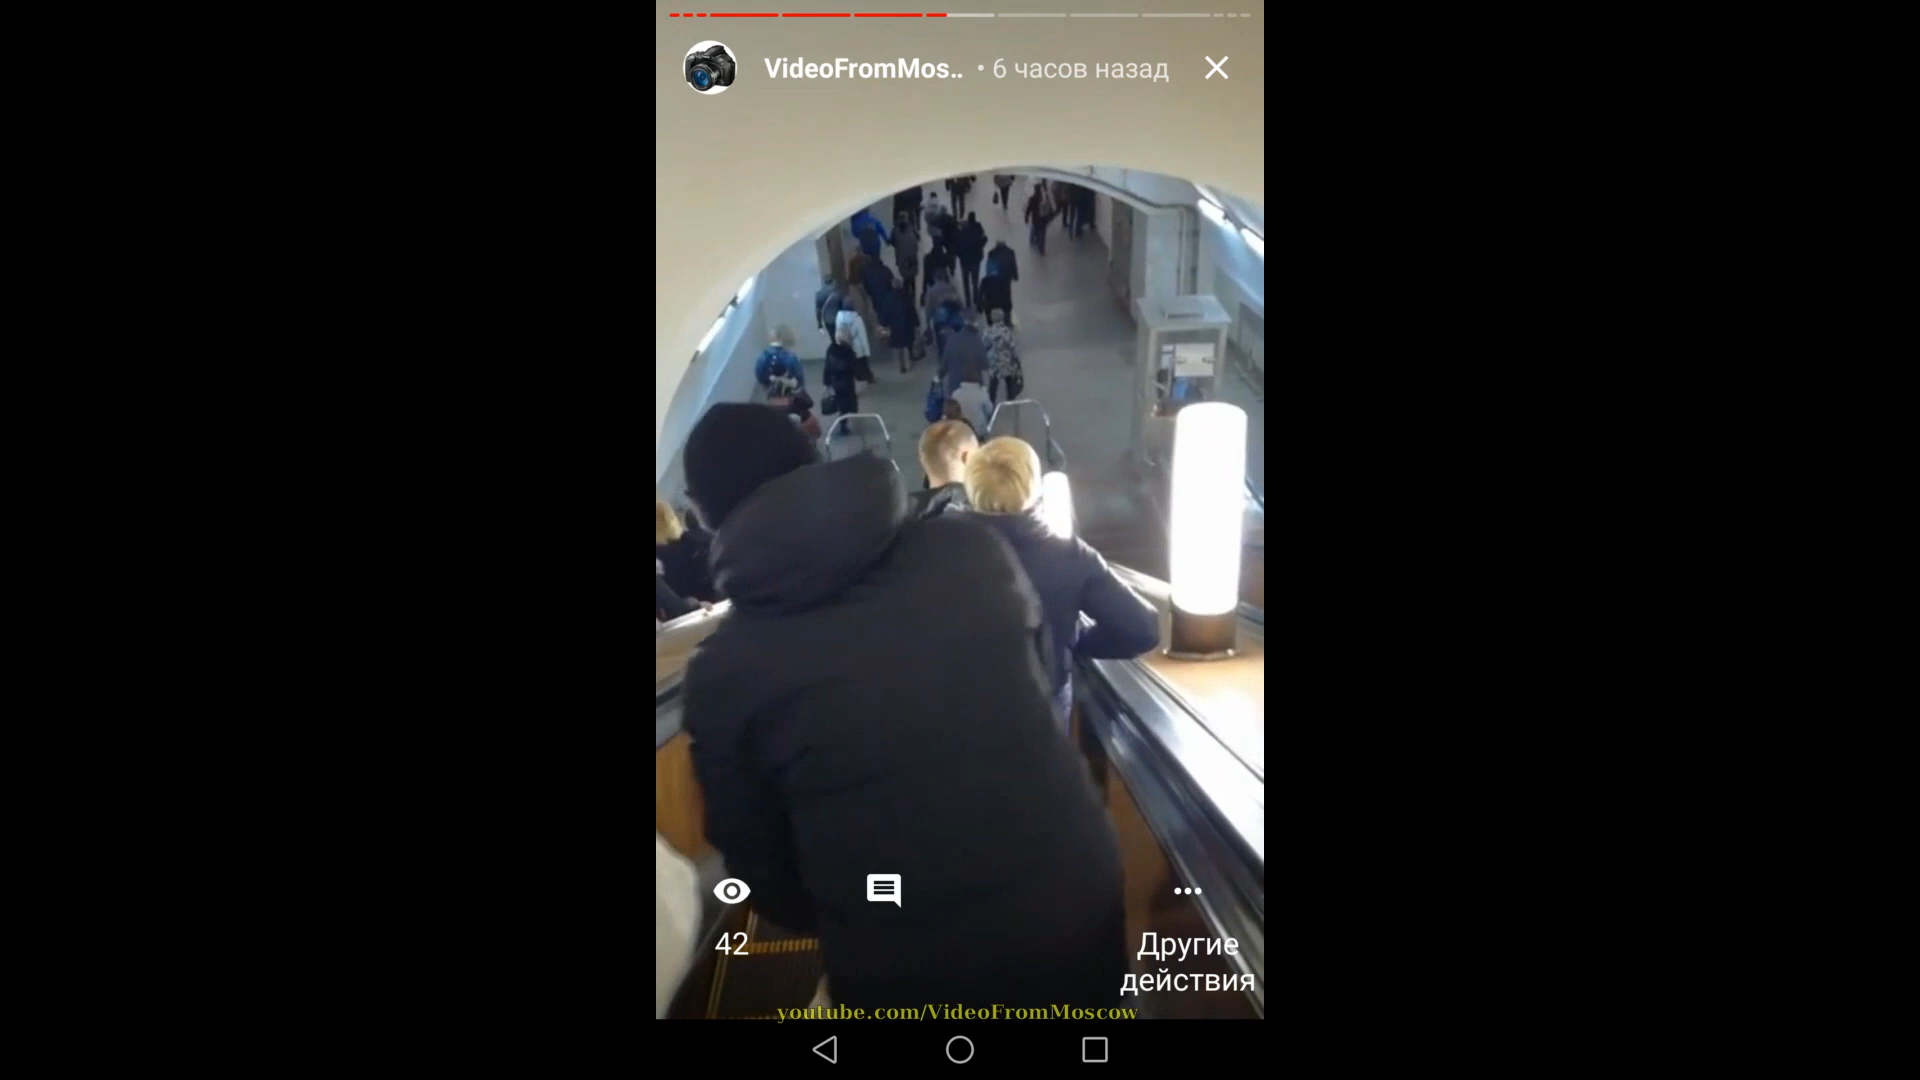 VideoFromMos.. • 6 часов назад
42
Другие
действия
youtube.com/VideoFromMoscow